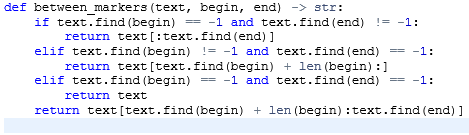 def between_markers(text, begin, end) -> str:
    if text.find(begin) == -1 and text.find(end) != -1:
        return text[:text.find(end)]
    elif text.find(begin) != -1 and text.find(end) == -1:
        return text[text.find(begin) + len(begin):]
    elif text.find(begin) == -1 and text.find(end) == -1:
        return text
    return text[text.find(begin) + len(begin):text.find(end)]